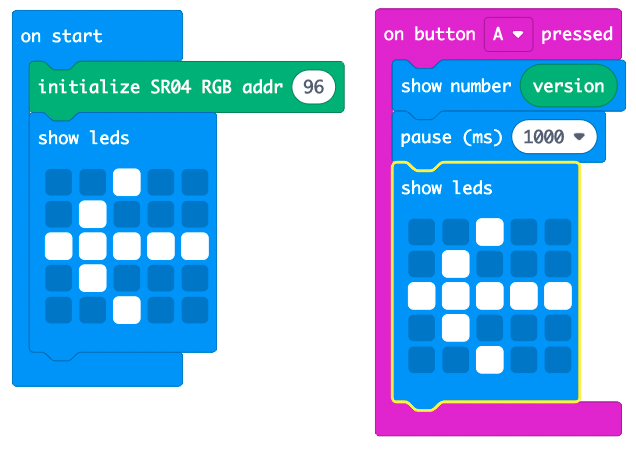 on start
initialize SR04 RGB addr 96
show leds
on button A pressed
show number version
pause (ms) 1000
show leds